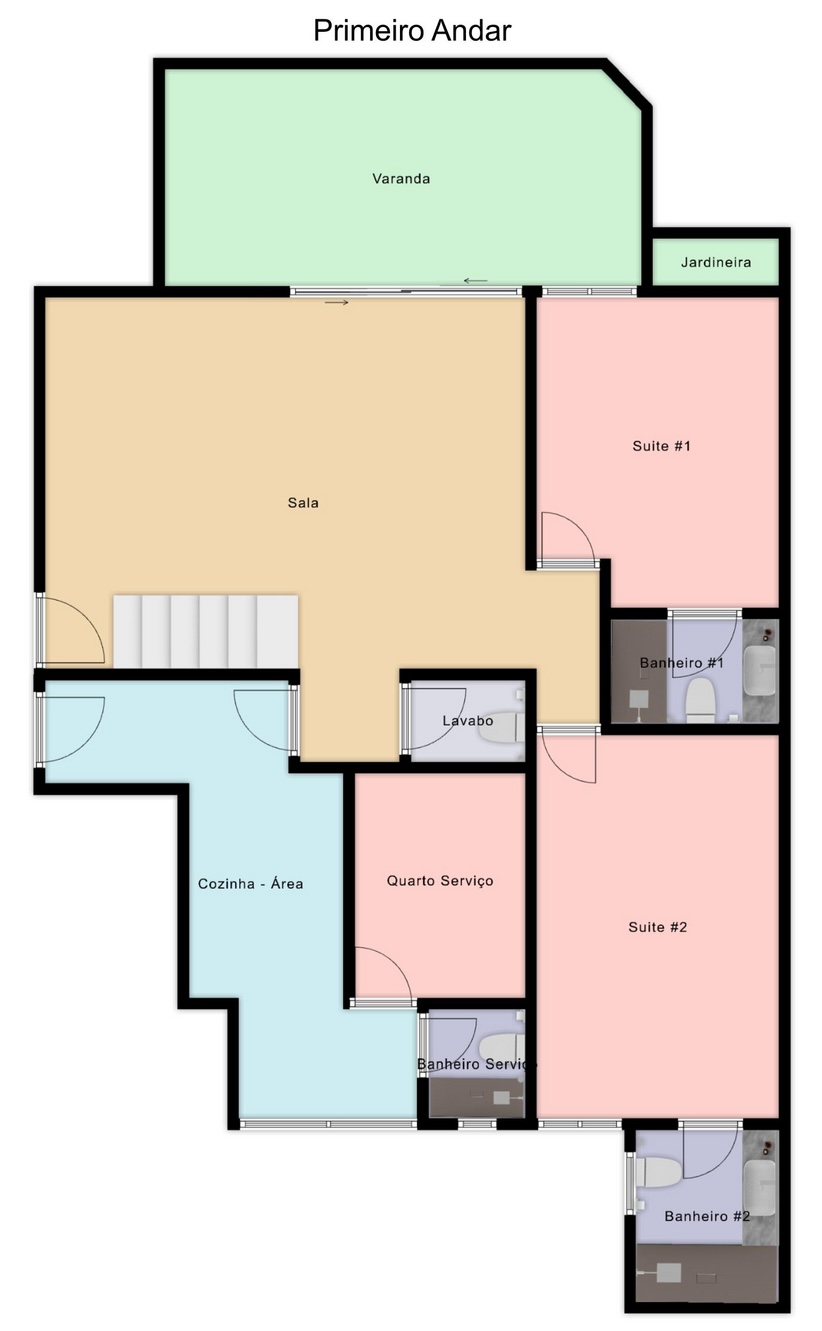 Primeiro Andar
Varanda
Jardineira
Suite #1
Sala
Banheiro #1
Lavabo
Cozinha - Área
Quarto Serviço
Suite #2
Banheiro Serviç
Banheiro #2